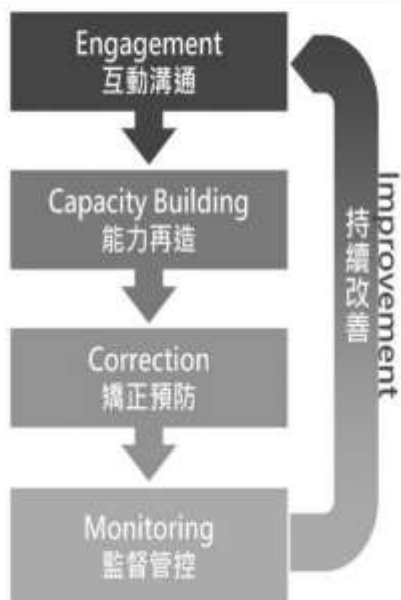 Engagement
互動溝通
Capacity Building
能力再造
Correction
矯正預防
Monitoring
監督管控
Improvement
持續改善